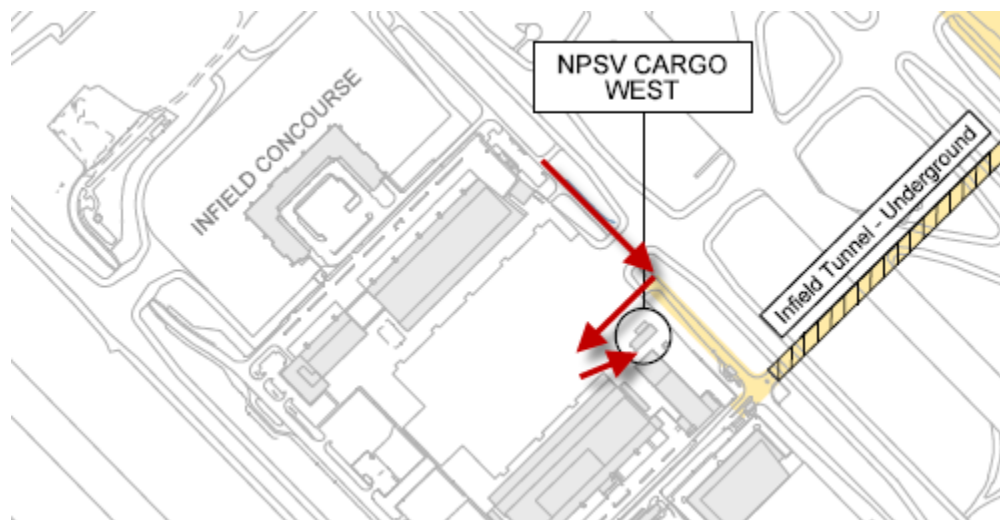 NPSV CARGO
WEST
INFIELD CONCOURSE
Infield Tunnel - Underground